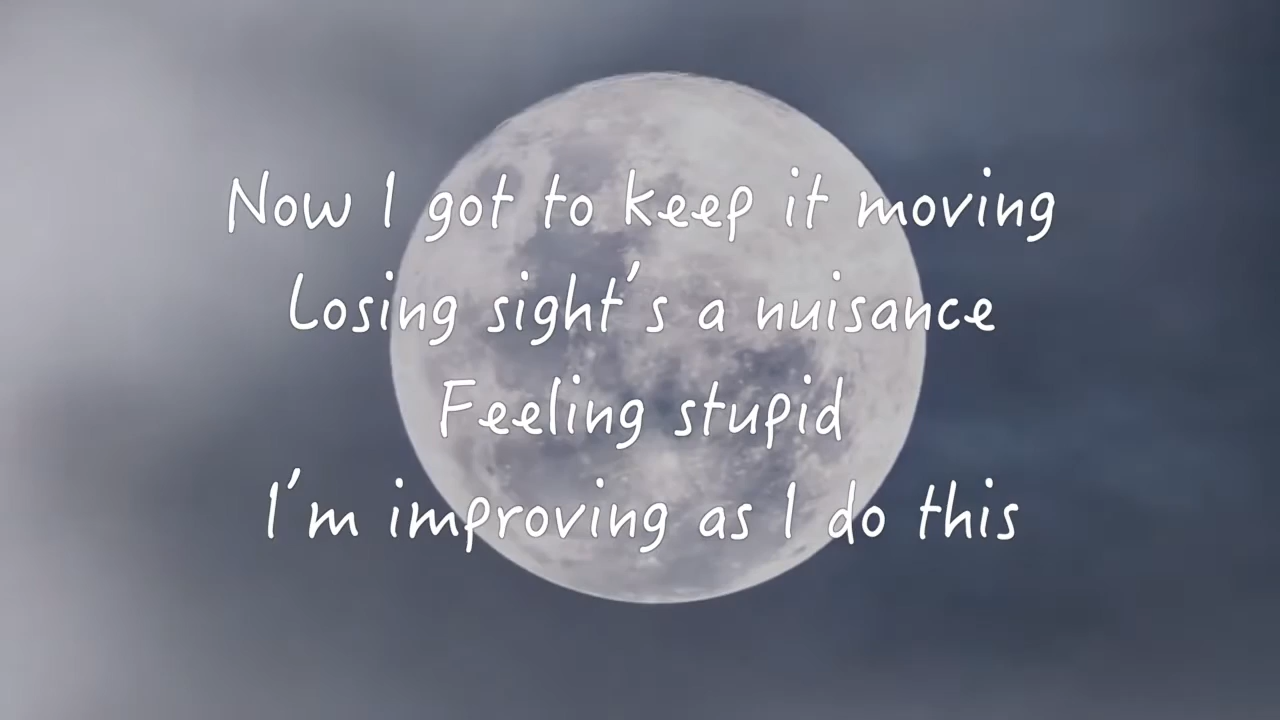 Now I got to keep it moving
Losing sight's a nuisance
Feeling stupid
I'm improving as I do this